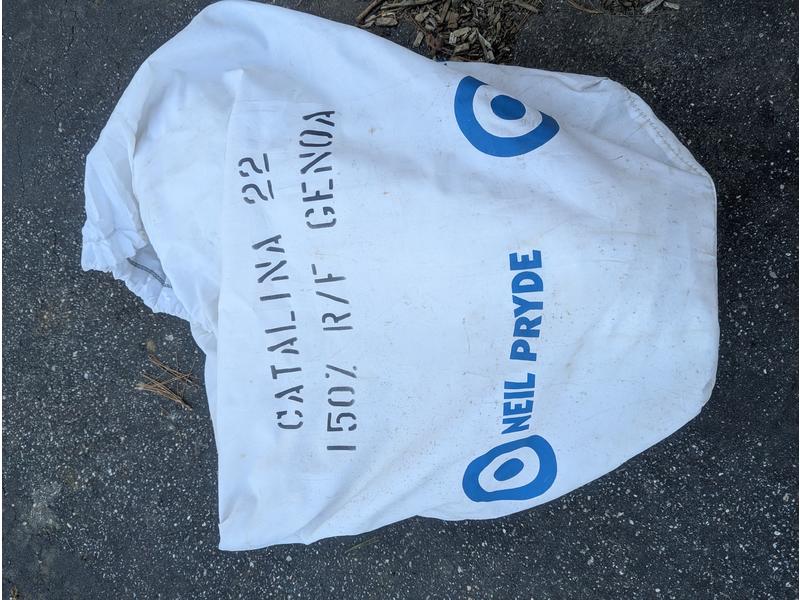 CATALINA 22
150% R/F GENOA
NEIL PRYDE